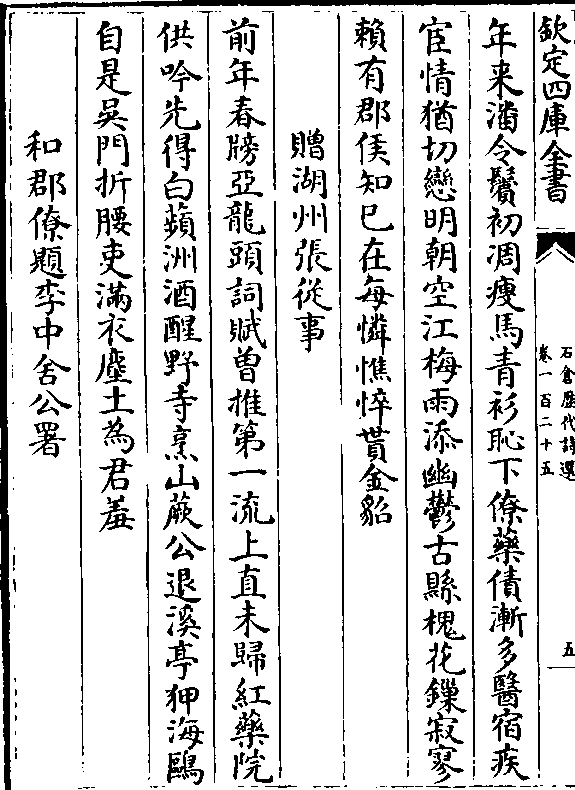 欽定四庫全書
石倉歷代詩選
卷一百二十五
五
年来潘令鬢初凋瘦馬青衫恥下僚藥債漸多醫宿疾
宦情猶切戀明朝空江梅雨添幽鬱古縣槐花鏁寂寥
賴有郡侯知己在每憐憔悴貰金貂
贈湖州張從事
前年春牓亞龍頭詞賦曽推第一流上直未歸紅藥院
供吟先得白蘋洲酒醒野寺烹山蕨公退溪亭狎海鷗
自是吳門折腰吏滿衣塵土為君羞
和郡僚題李中舍公署